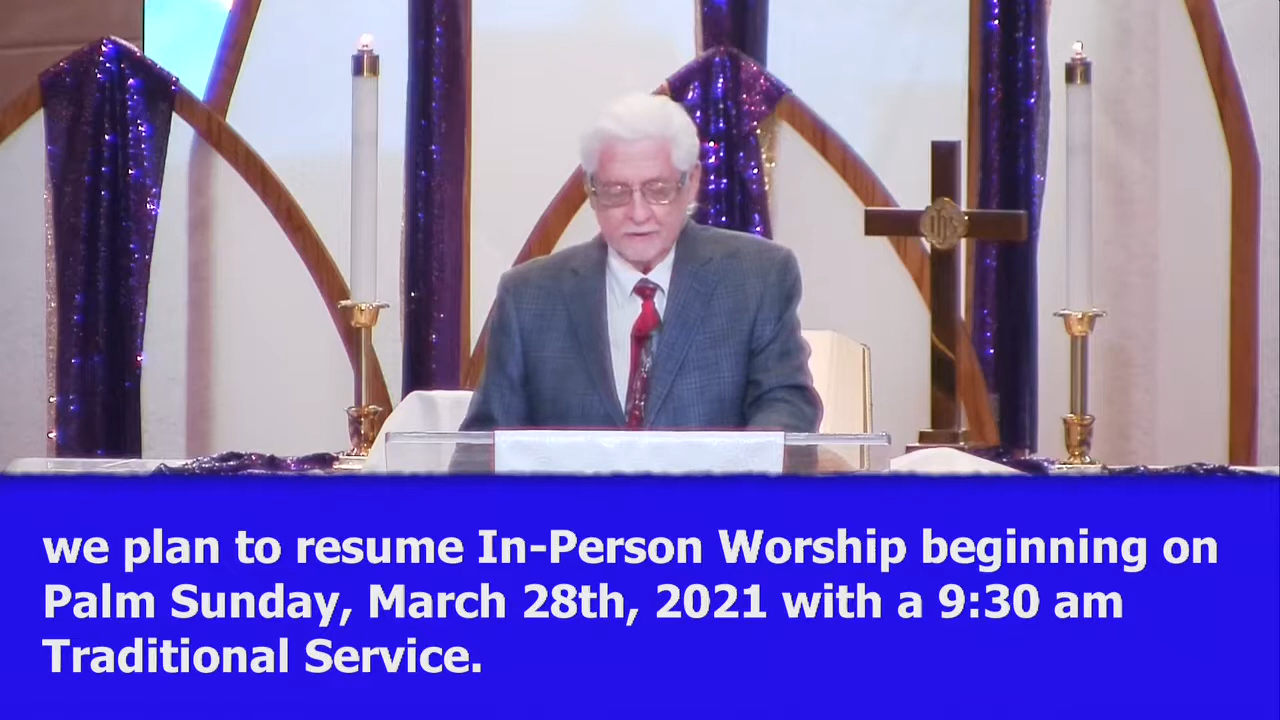 IHS
we plan to resume In-Person Worship beginning on
Palm Sunday, March 28th, 2021 with a 9:30 am
Traditional Service.